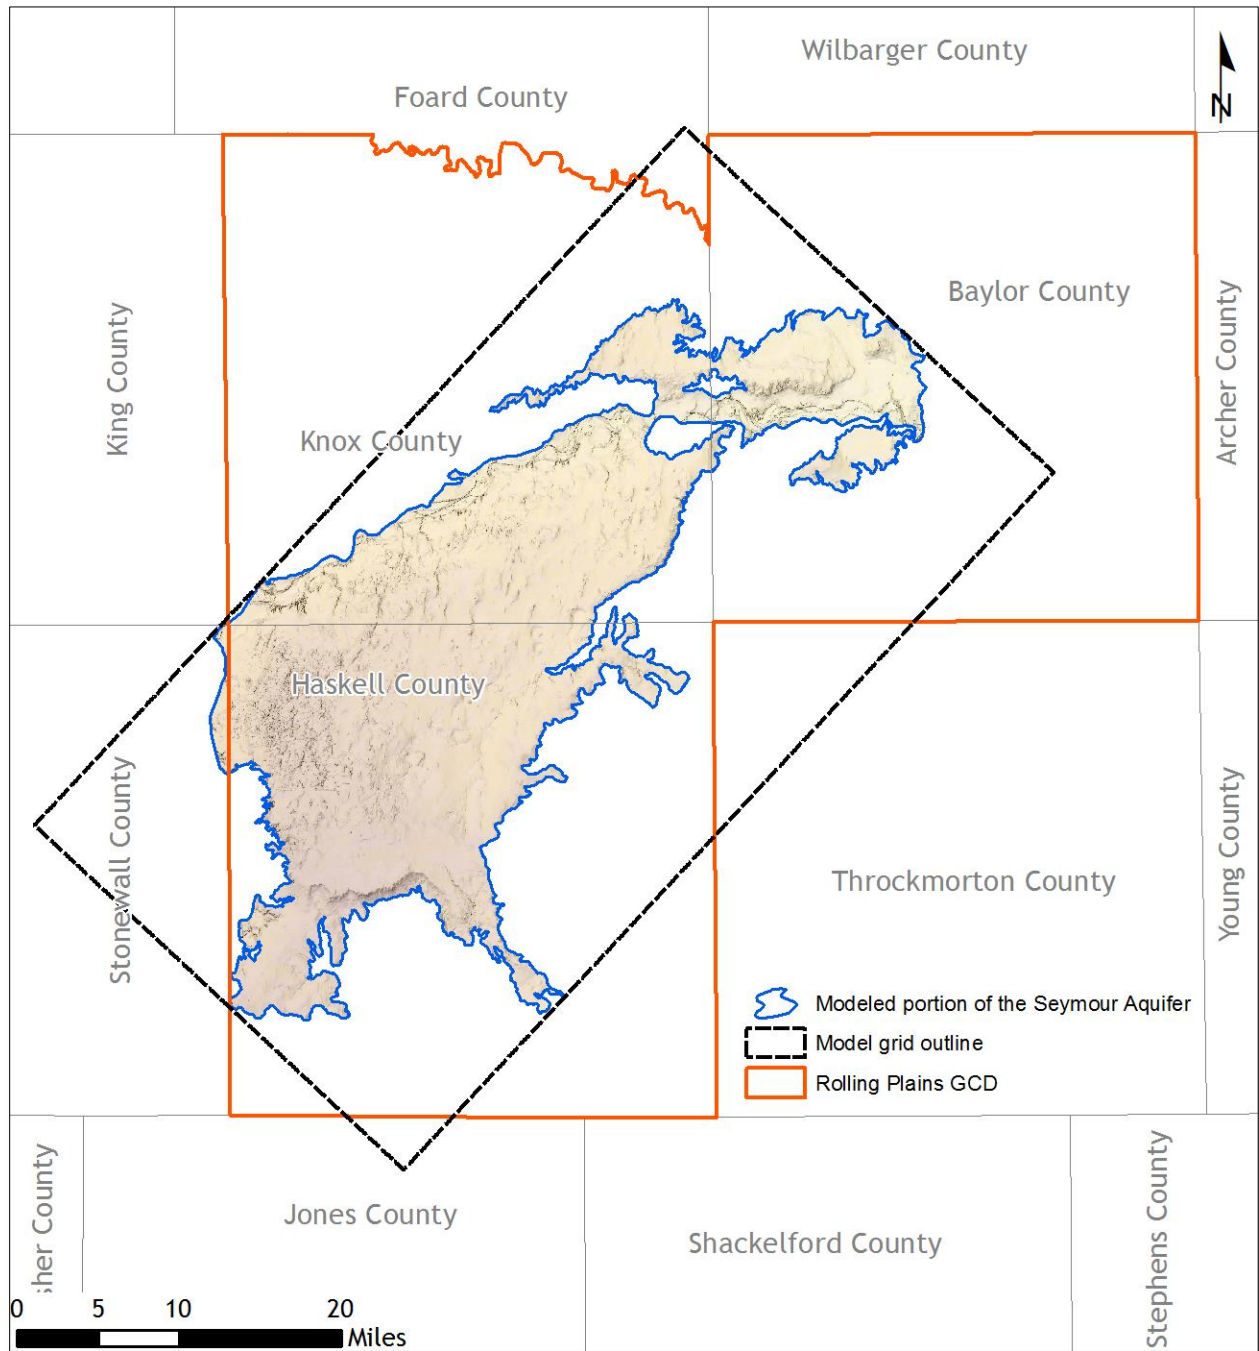 Wilbarger County
Foard County
N
Baylor County
King County
Archer County
Knox County
Haskell County
Stonewall County
Throckmorton County
Young County
Modeled portion of the Seymour Aquifer
Model grid outline
Rolling Plains GCD
sher County
Jones County
Shackelford County
Stephens County
0 5 10 20
Miles